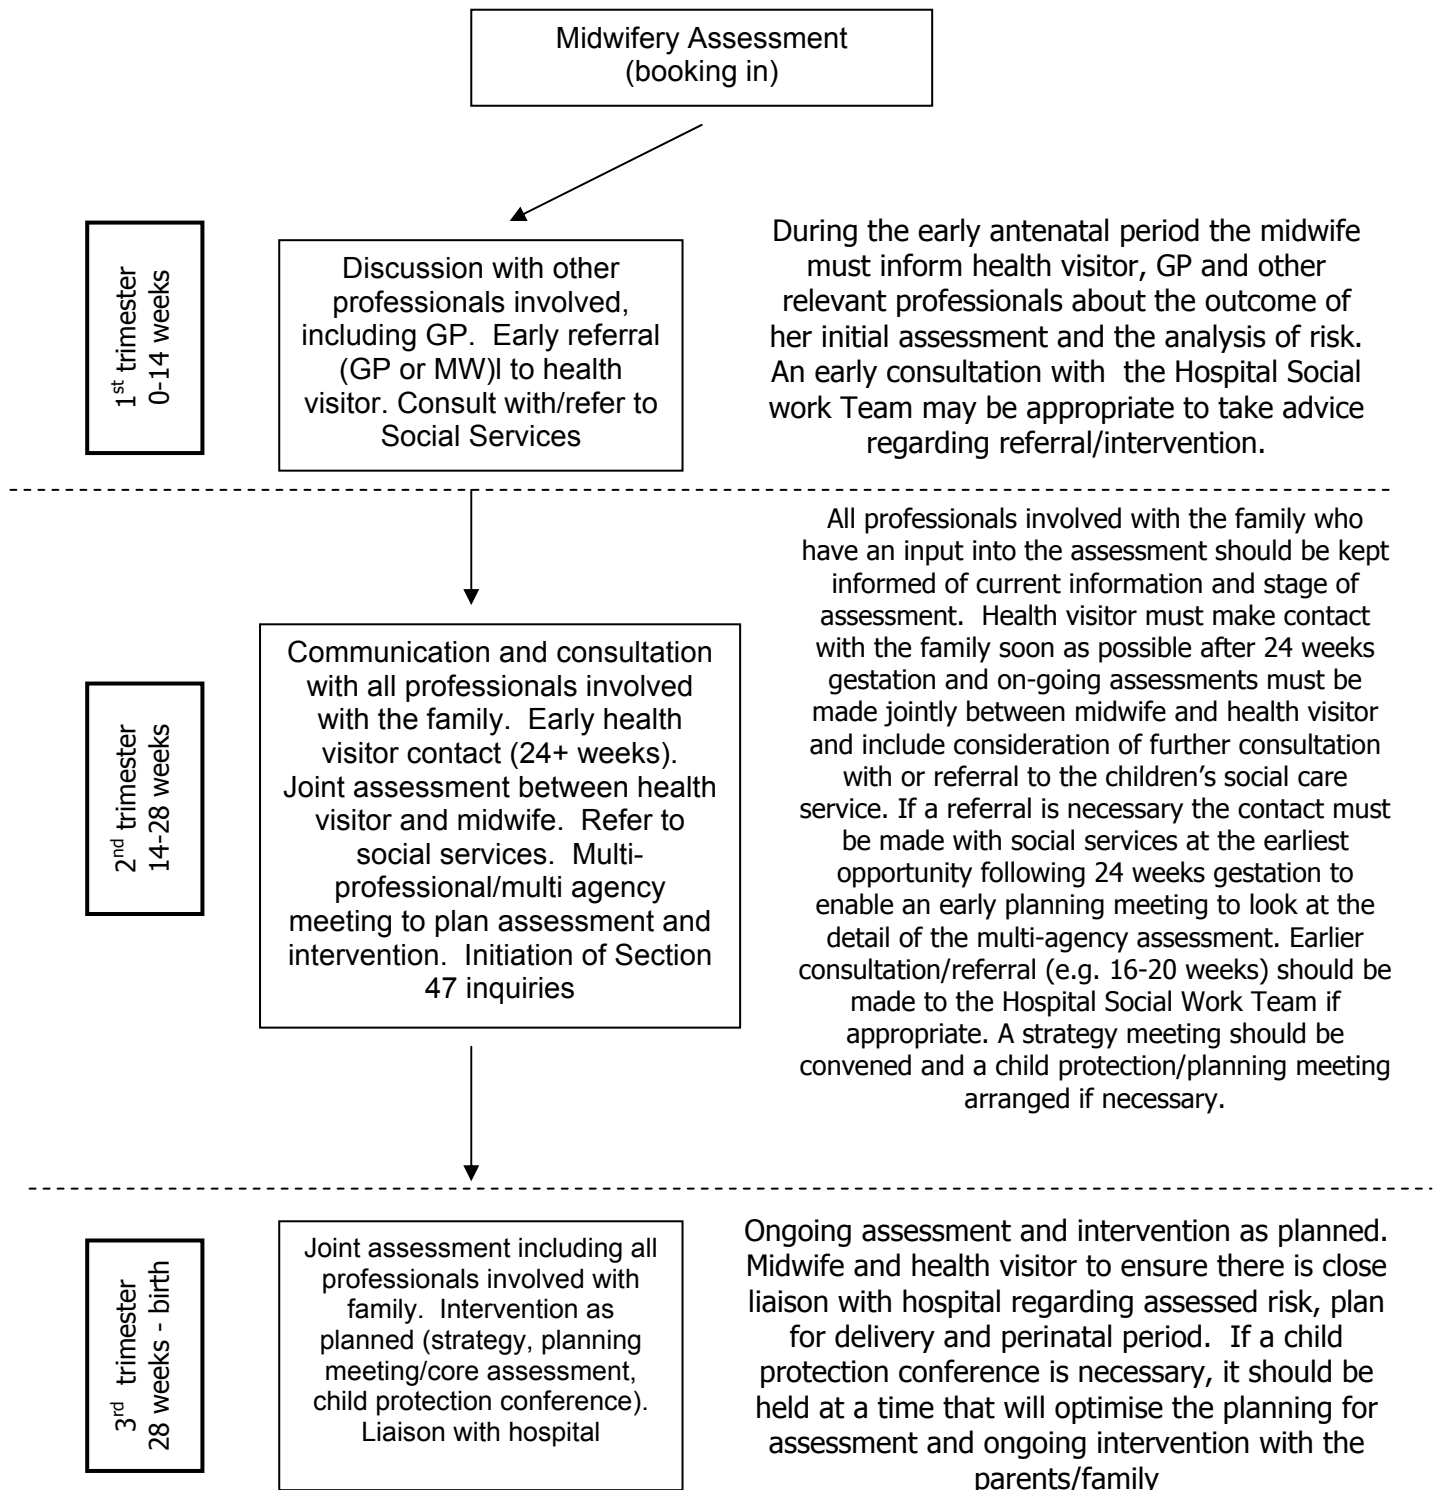 Midwifery Assessment
(booking in)
1st trimester
0-14 weeks
Discussion with other
professionals involved,
including GP.  Early referral
(GP or MW)l to health
visitor. Consult with/refer to
Social Services
During the early antenatal period the midwife
must inform health visitor, GP and other
relevant professionals about the outcome of
her initial assessment and the analysis of risk.
An early consultation with  the Hospital Social
work Team may be appropriate to take advice
regarding referral/intervention.
2nd trimester
14-28 weeks
Communication and consultation
with all professionals involved
with the family.  Early health
visitor contact (24+ weeks).
Joint assessment between health
visitor and midwife.  Refer to
social services.  Multi-
professional/multi agency
meeting to plan assessment and
intervention.  Initiation of Section
47 inquiries
All professionals involved with the family who
have an input into the assessment should be kept
informed of current information and stage of
assessment.  Health visitor must make contact
with the family soon as possible after 24 weeks
gestation and on-going assessments must be
made jointly between midwife and health visitor
and include consideration of further consultation
with or referral to the children's social care
service. If a referral is necessary the contact must
be made with social services at the earliest
opportunity following 24 weeks gestation to
enable an early planning meeting to look at the
detail of the multi-agency assessment. Earlier
consultation/referral (e.g. 16-20 weeks) should be
made to the Hospital Social Work Team if
appropriate. A strategy meeting should be
convened and a child protection/planning meeting
arranged if necessary.
3rd  trimester
28 weeks - birth
Joint assessment including all
professionals involved with
family.  Intervention as
planned (strategy, planning
meeting/core assessment,
child protection conference).
Liaison with hospital
Ongoing assessment and intervention as planned.
Midwife and health visitor to ensure there is close
liaison with hospital regarding assessed risk, plan
for delivery and perinatal period.  If a child
protection conference is necessary, it should be
held at a time that will optimise the planning for
assessment and ongoing intervention with the
parents/family